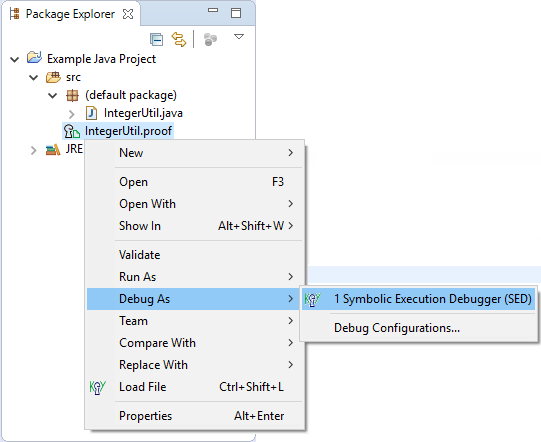 Package Explorer
Example Java Project
src
(default package)
IntegerUtil.java
IntegerUtil.proof
JRE
New
Open F3
Open With
Show In Alt+Shift+W
Validate
Run As
Debug As
KeY 1 Symbolic Execution Debugger (SED)
Debug Configurations...
Team
Compare With
Replace With
KeY Load File Ctrl+Shift+L
Properties Alt+Enter